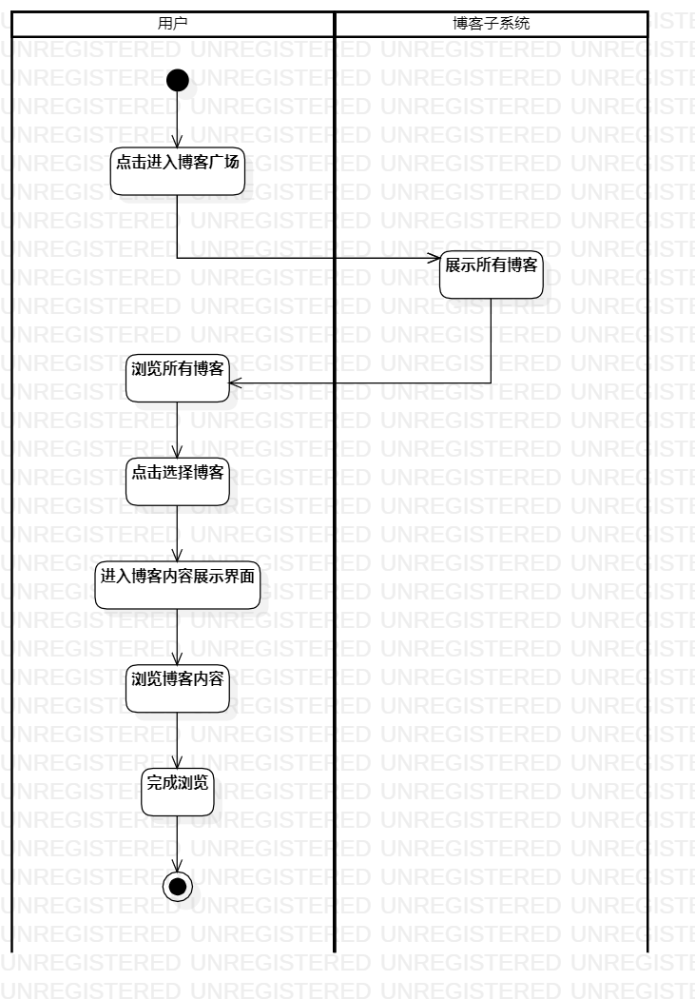 用户
博客子系统
点击进入博客广场
展示所有博客
浏览所有博客
点击选择博客
进入博客内容展示界面
浏览博客内容
完成浏览
UNREGISTERED